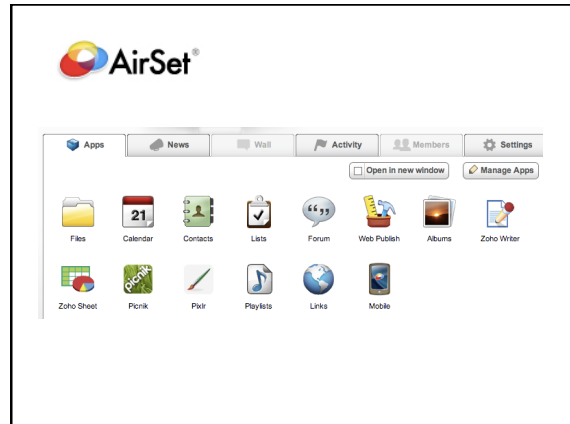 AirSet®
Apps News Wall Activity Members Settings
Open in new window Manage Apps
21 “ ”
Files Calendar Contacts Lists Forum Web Publish Albums Zoho Writer
picnik
Zoho Sheet Picnik Pixlr Playlists Links Mobile